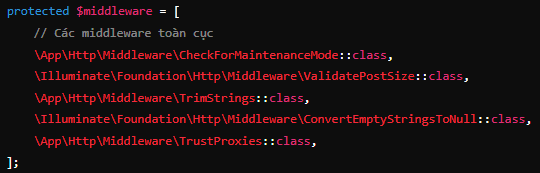 protected $middleware = [
// Các middleware toàn cục
\App\Http\Middleware\CheckForMaintenanceMode::class,
\Illuminate\Foundation\Http\Middleware\ValidatePostSize::class,
\App\Http\Middleware\TrimStrings::class,
\Illuminate\Foundation\Http\Middleware\ConvertEmptyStringsToNull::class,
\App\Http\Middleware\TrustProxies::class,
];